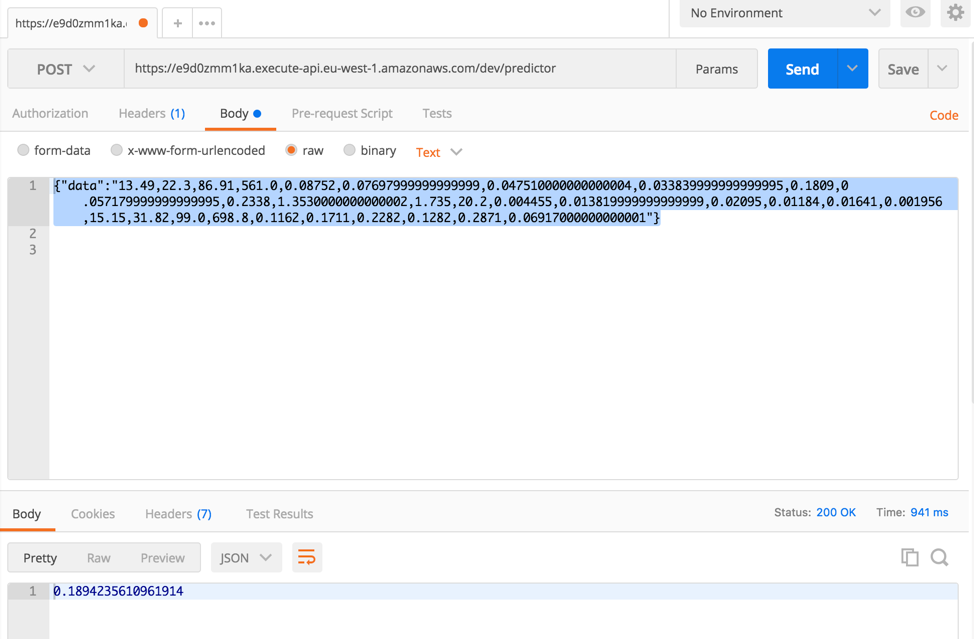 https://e9d0zmm1ka.
+
•••
No Environment
POST
https://e9d0zmm1ka.execute-api.eu-west-1.amazonaws.com/dev/predictor
Params
Send
Save
Authorization
Headers (1)
Body
Pre-request Script
Tests
Code
form-data
x-www-form-urlencoded
raw
binary
Text
1 {"data":"13.49,22.3,86.91,561.0,0.08752,0.07697999999999999,0.047510000000000004,0.033839999999999995,0.1809,0
.057179999999999995,0.2338,1.3530000000000002,1.735,20.2,0.004455,0.013819999999999999,0.02095,0.01184,0.01641,0.001956
,15.15,31.82,99.0,698.8,0.1162,0.1711,0.2282,0.1282,0.2871,0.06917000000000001"}
2
3
Body
Cookies
Headers (7)
Test Results
Status: 200 OK
Time: 941 ms
Pretty
Raw
Preview
JSON
1 0.1894235610961914